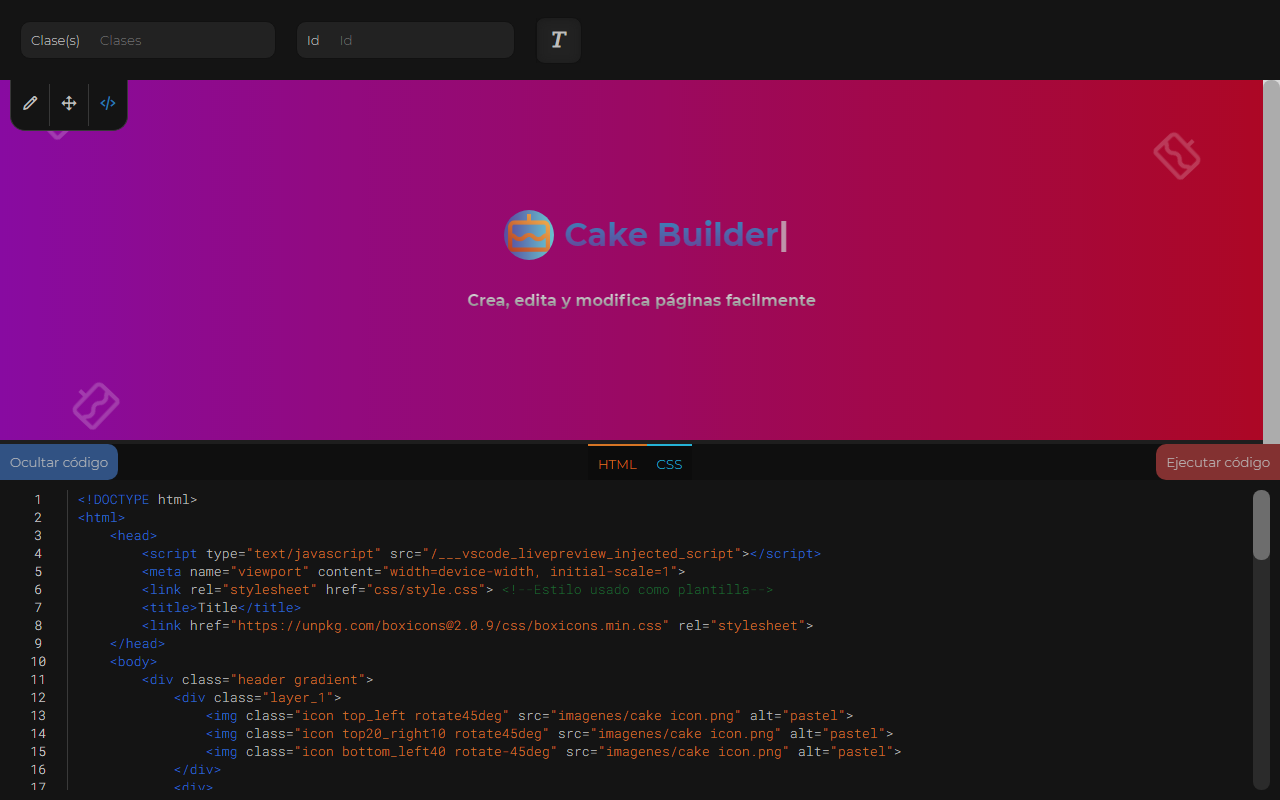 Clase(s) Clases Id Id T
</>
Cake Builder|
Crea, edita y modifica páginas facilmente
Ocultar código HTML CSS Ejecutar código
1 <!DOCTYPE html>
2 <html>
3 <head>
4 <script type="text/javascript" src="/___vscode_livepreview_injected_script"></script>
5 <meta name="viewport" content="width=device-width, initial-scale=1">
6 <link rel="stylesheet" href="css/style.css"> <!--Estilo usado como plantilla-->
7 <title>Title</title>
8 <link href="https://unpkg.com/boxicons@2.0.9/css/boxicons.min.css" rel="stylesheet">
9 </head>
10 <body>
11 <div class="header gradient">
12 <div class="layer_1">
13 <img class="icon top_left rotate45deg" src="imagenes/cake icon.png" alt="pastel">
14 <img class="icon top20_right10 rotate45deg" src="imagenes/cake icon.png" alt="pastel">
15 <img class="icon bottom_left40 rotate-45deg" src="imagenes/cake icon.png" alt="pastel">
16 </div>
17 <div>